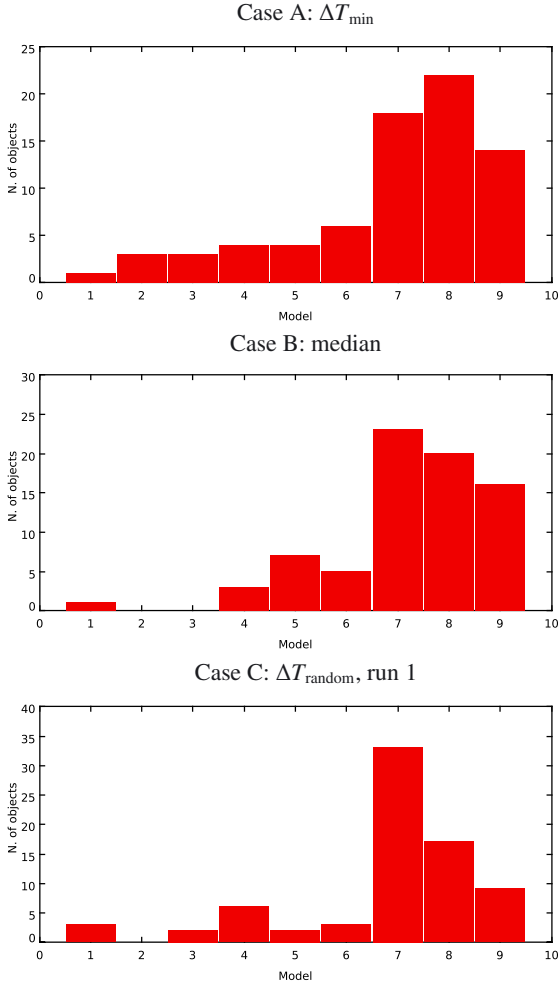 Case A: ΔT_min
25
20
15
10
5
0
N. of objects
0 1 2 3 4 5 6 7 8 9 10
Model
Case B: median
30
25
20
15
10
5
0
N. of objects
0 1 2 3 4 5 6 7 8 9 10
Model
Case C: ΔT_random, run 1
40
35
30
25
20
15
10
5
0
N. of objects
0 1 2 3 4 5 6 7 8 9 10
Model